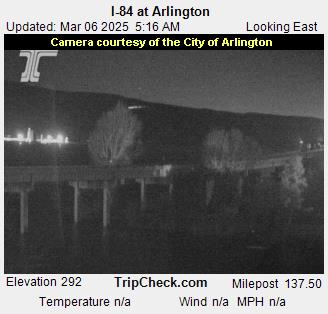 I-84 at Arlington
Updated: Mar 06 2025 5:16 AM Looking East
Camera courtesy of the City of Arlington
Elevation 292 TripCheck.com Milepost 137.50
Temperature n/a Wind n/a MPH n/a